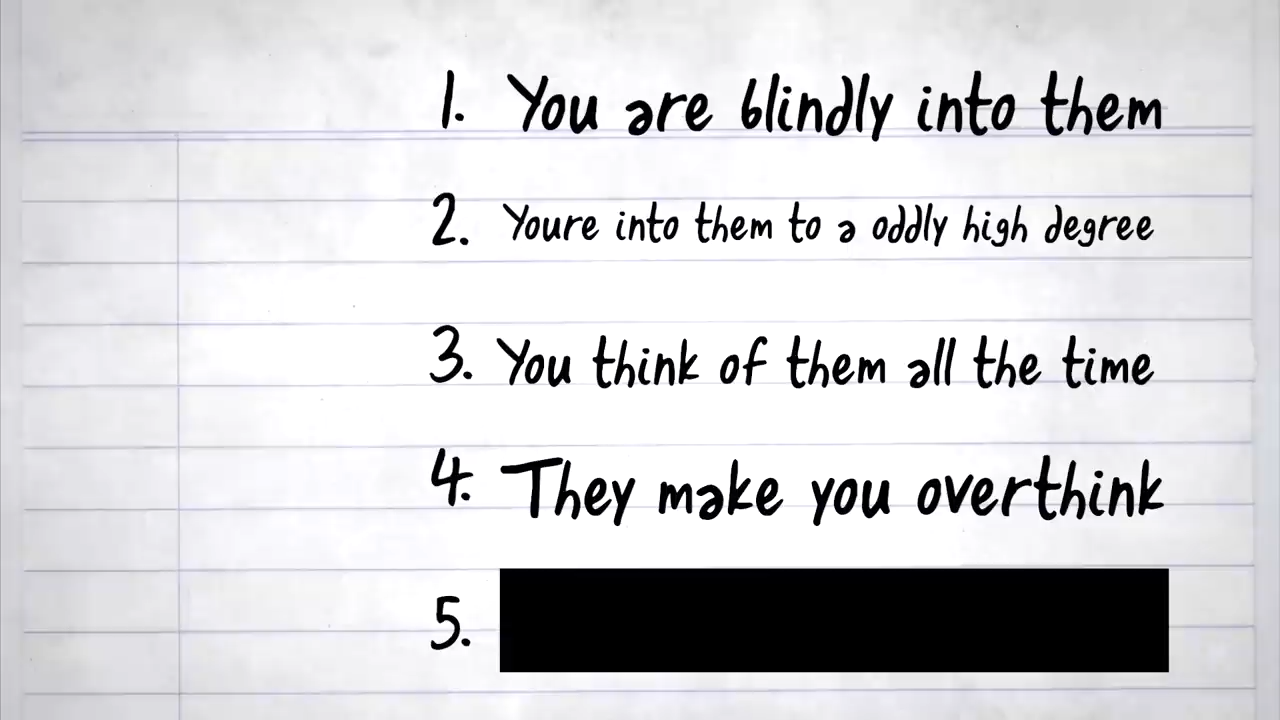 1. You are blindly into them
2. Youre into them to a oddly high degree
3. You think of them all the time
4. They make you overthink
5.